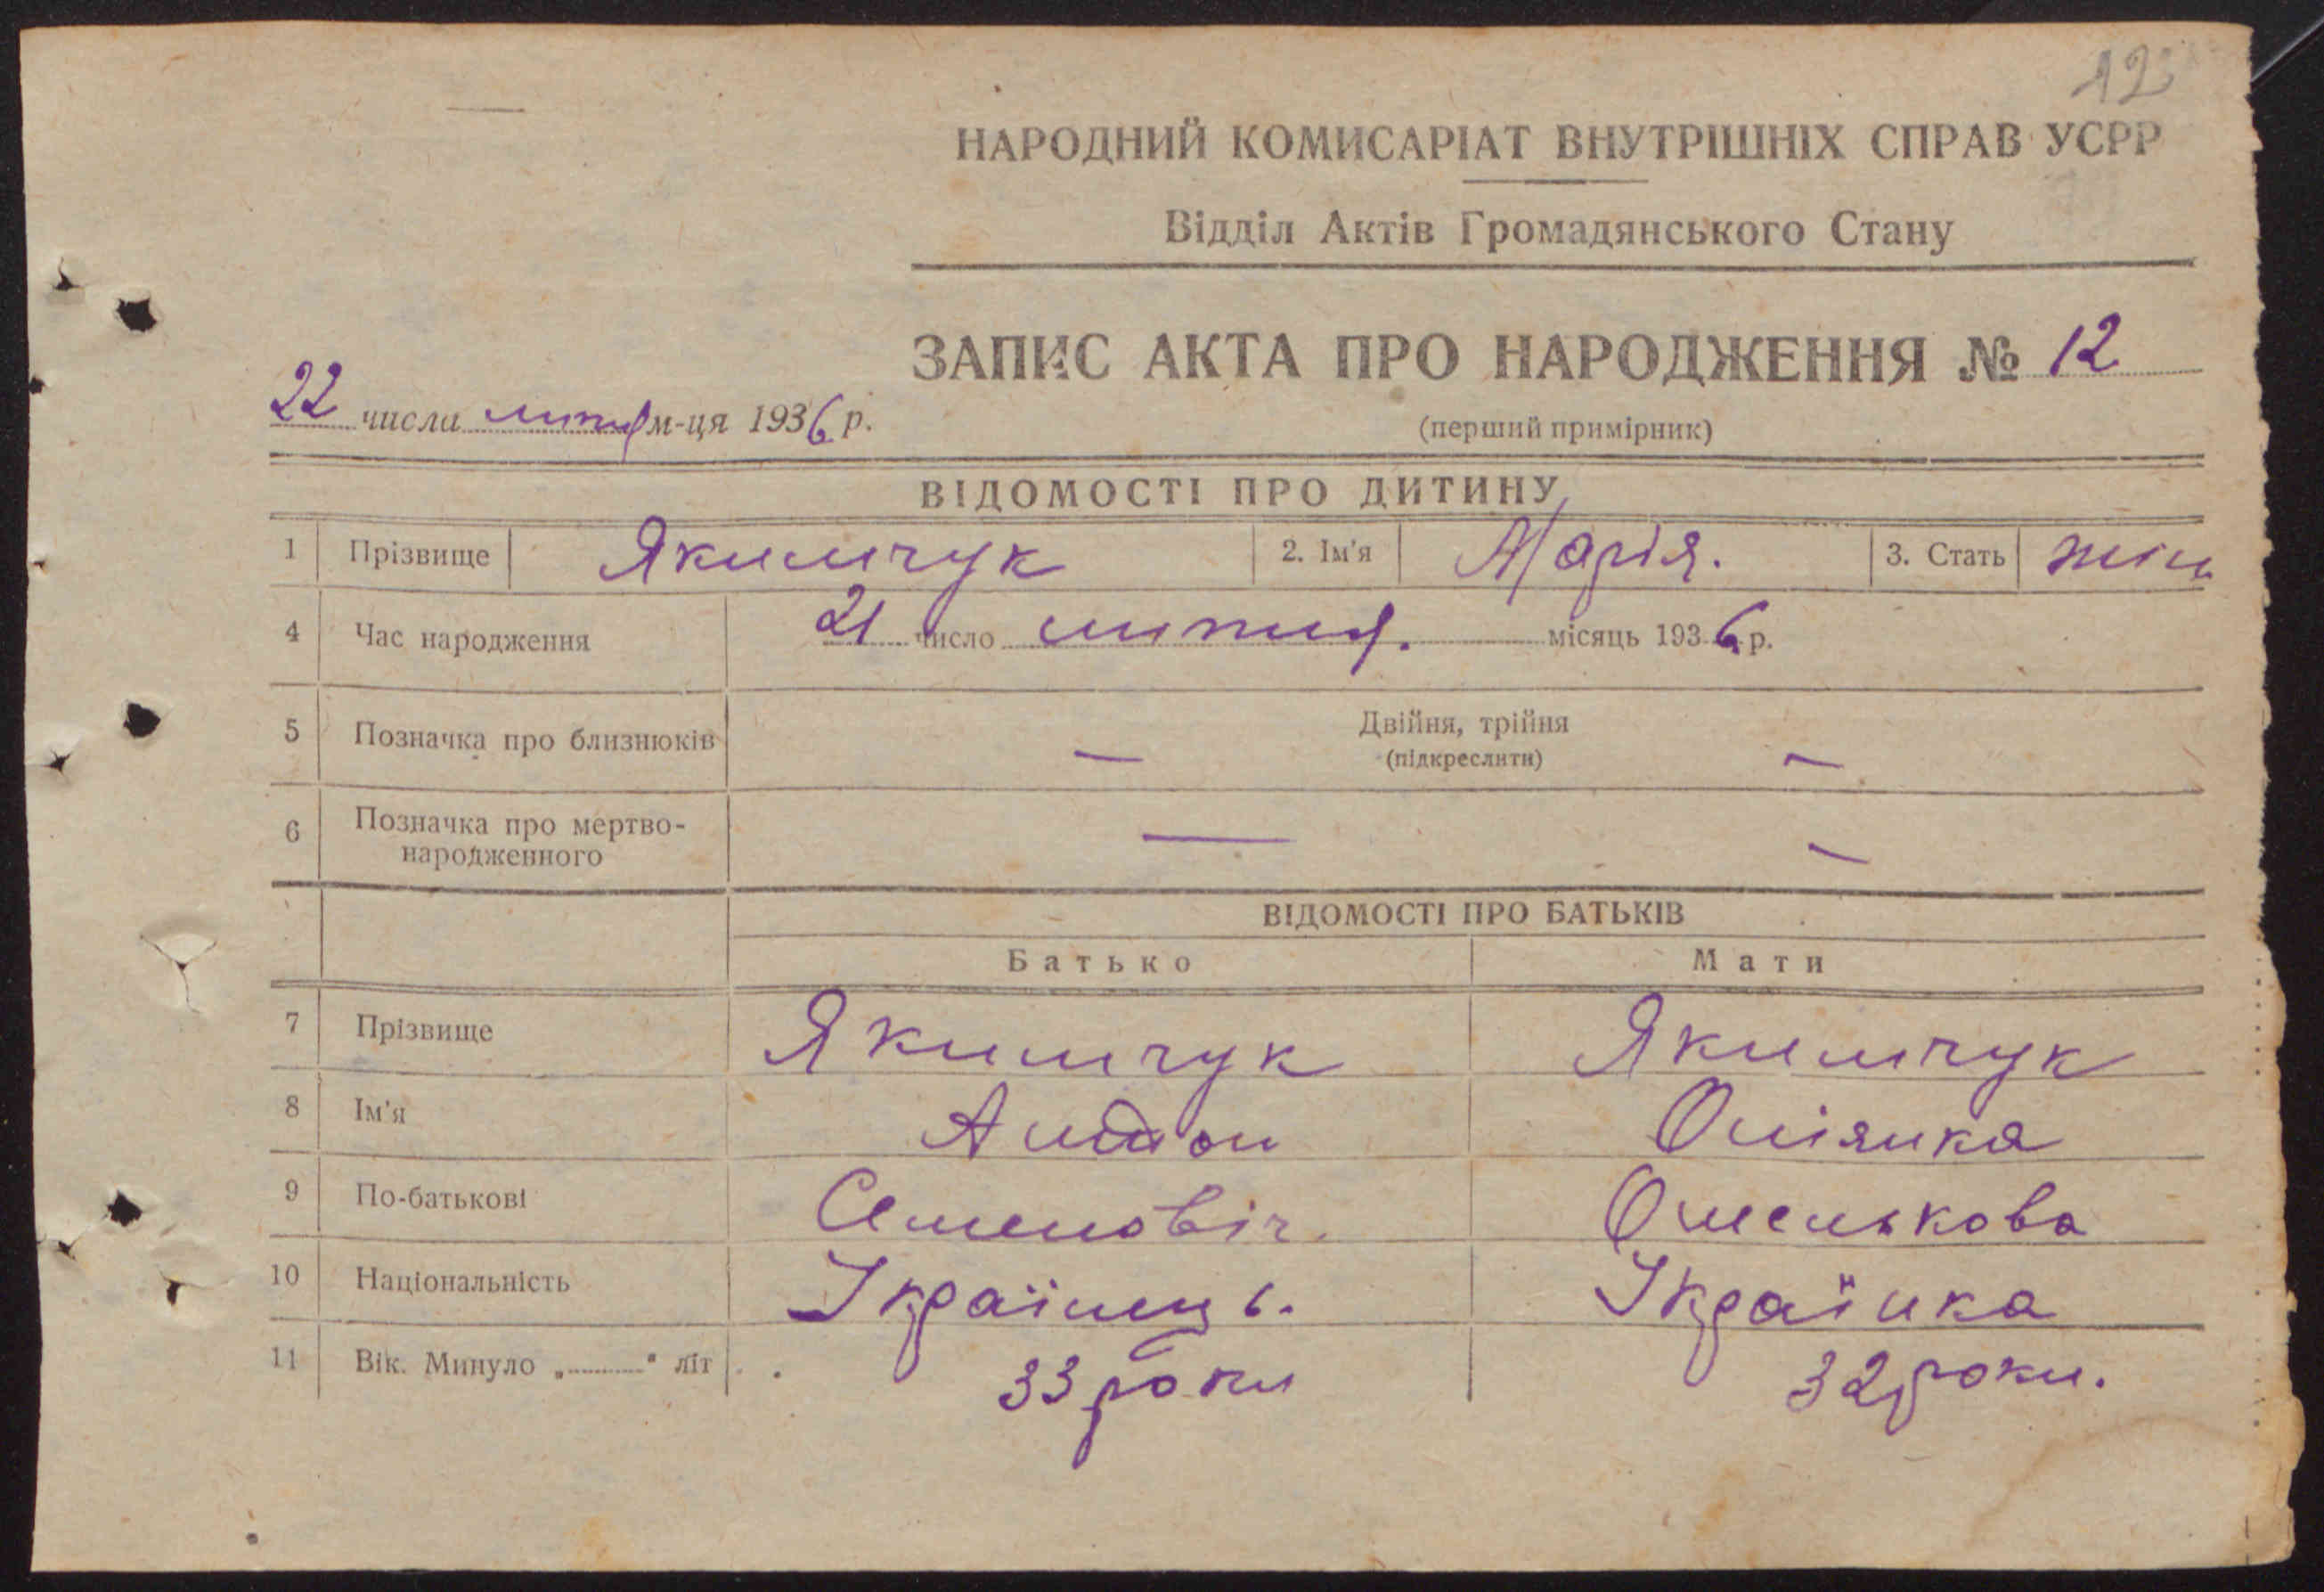 12
НАРОДНИЙ КОМИСАРІАТ ВНУТРІШНІХ СПРАВ УСРР
Відділ Актів Громадянського Стану
ЗАПИС АКТА ПРО НАРОДЖЕННЯ № 12
22 числа липня м-ця 1936 р.
(перший примірник)
ВІДОМОСТІ ПРО ДИТИНУ
1 Прізвище Якимчук 2. Ім'я Марія. 3. Стать жін
4 Час народження 21 число липня. місяць 1936 р.
5 Позначка про близнюків — Двійня, трійня —
(підкреслити)
6 Позначка про мертво-
народженного — —
ВІДОМОСТІ ПРО БАТЬКІВ
Батько Мати
7 Прізвище Якимчук Якимчук
8 Ім'я
9 По-батькові Семеновіч. Омелькова
10 Національність Українець. Українка
11 Вік. Минуло „ " літ 33 роки 32 роки.